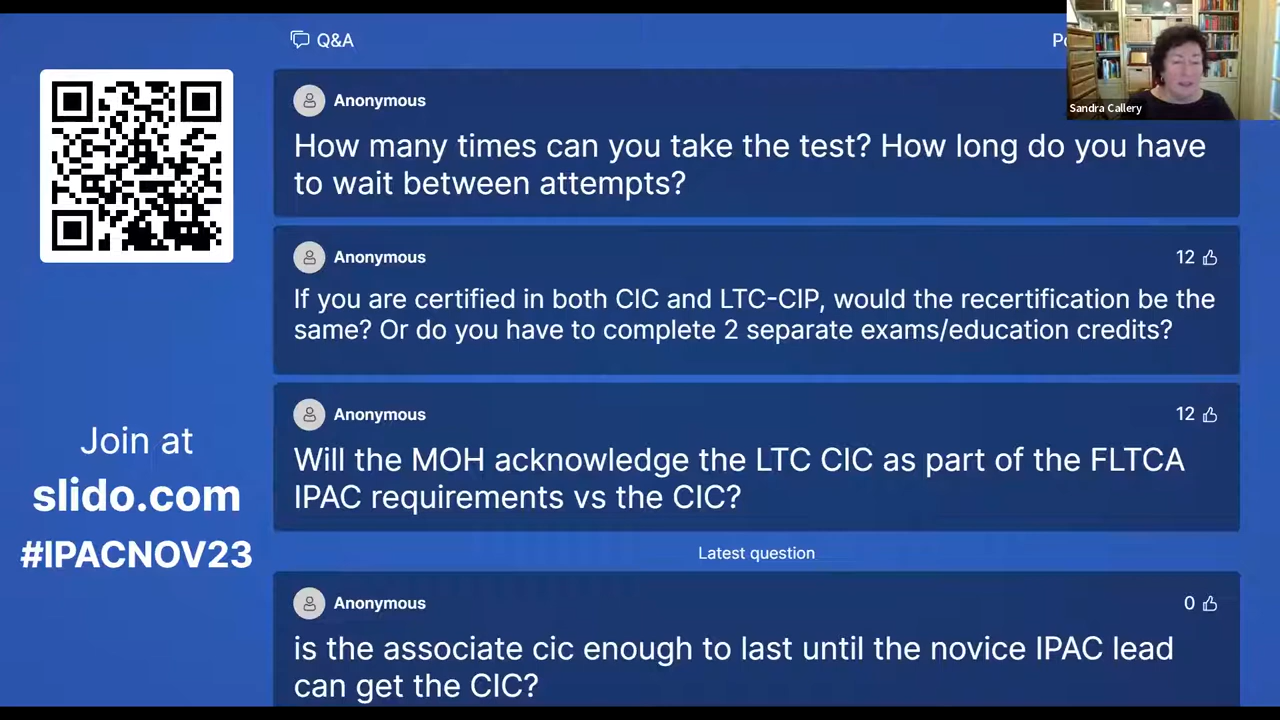 Q&A
Sandra Callery
Anonymous
How many times can you take the test? How long do you have
to wait between attempts?
Anonymous
12
If you are certified in both CIC and LTC-CIP, would the recertification be the
same? Or do you have to complete 2 separate exams/education credits?
Anonymous
12
Will the MOH acknowledge the LTC CIC as part of the FLTCA
IPAC requirements vs the CIC?
Latest question
Anonymous
0
is the associate cic enough to last until the novice IPAC lead
can get the CIC?
Join at
slido.com
#IPACNOV23